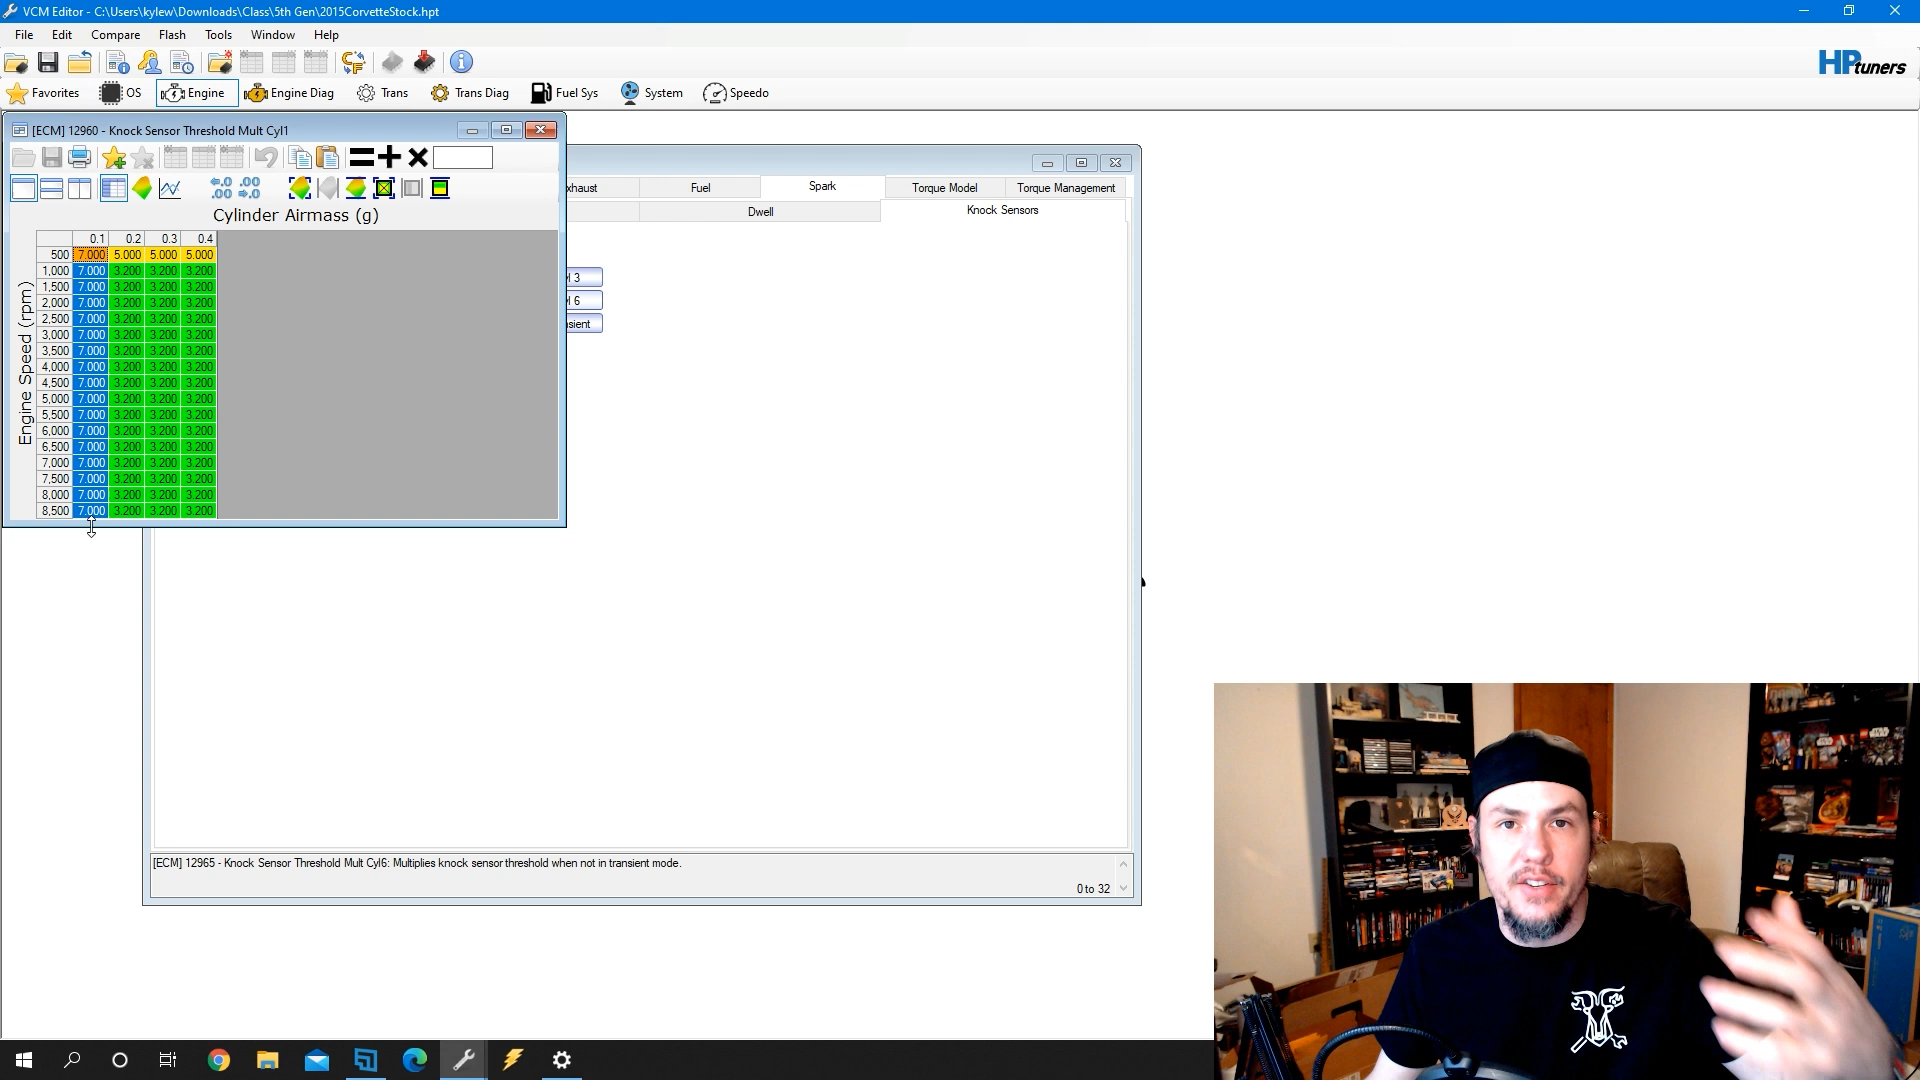 VCM Editor - C:\Users\kylew\Downloads\Class\5th Gen\2015CorvetteStock.hpt
File Edit Compare Flash Tools Window Help
HPtuners
Favorites OS Engine Engine Diag Trans Trans Diag Fuel Sys System Speedo
[ECM] 12960 - Knock Sensor Threshold Mult Cyl1
Exhaust Fuel Spark Torque Model Torque Management
Dwell Knock Sensors
Cylinder Airmass (g)
Engine Speed (rpm)
0.1 0.2 0.3 0.4
500 7.000 5.000 5.000 5.000
1,000 7.000 3.200 3.200 3.200
1,500 7.000 3.200 3.200 3.200
2,000 7.000 3.200 3.200 3.200
2,500 7.000 3.200 3.200 3.200
3,000 7.000 3.200 3.200 3.200
3,500 7.000 3.200 3.200 3.200
4,000 7.000 3.200 3.200 3.200
4,500 7.000 3.200 3.200 3.200
5,000 7.000 3.200 3.200 3.200
5,500 7.000 3.200 3.200 3.200
6,000 7.000 3.200 3.200 3.200
6,500 7.000 3.200 3.200 3.200
7,000 7.000 3.200 3.200 3.200
7,500 7.000 3.200 3.200 3.200
8,000 7.000 3.200 3.200 3.200
8,500 7.000 3.200 3.200 3.200
yl 3
yl 6
nsient
[ECM] 12965 - Knock Sensor Threshold Mult Cyl6: Multiplies knock sensor threshold when not in transient mode.
0 to 32